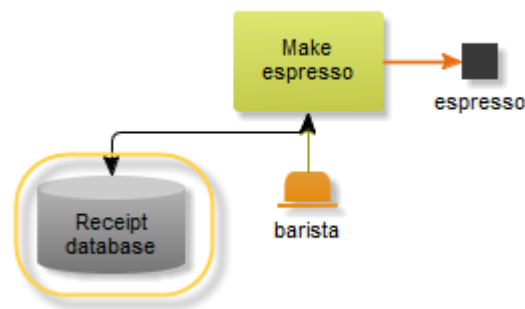 Make
espresso
espresso
Receipt
database
barista